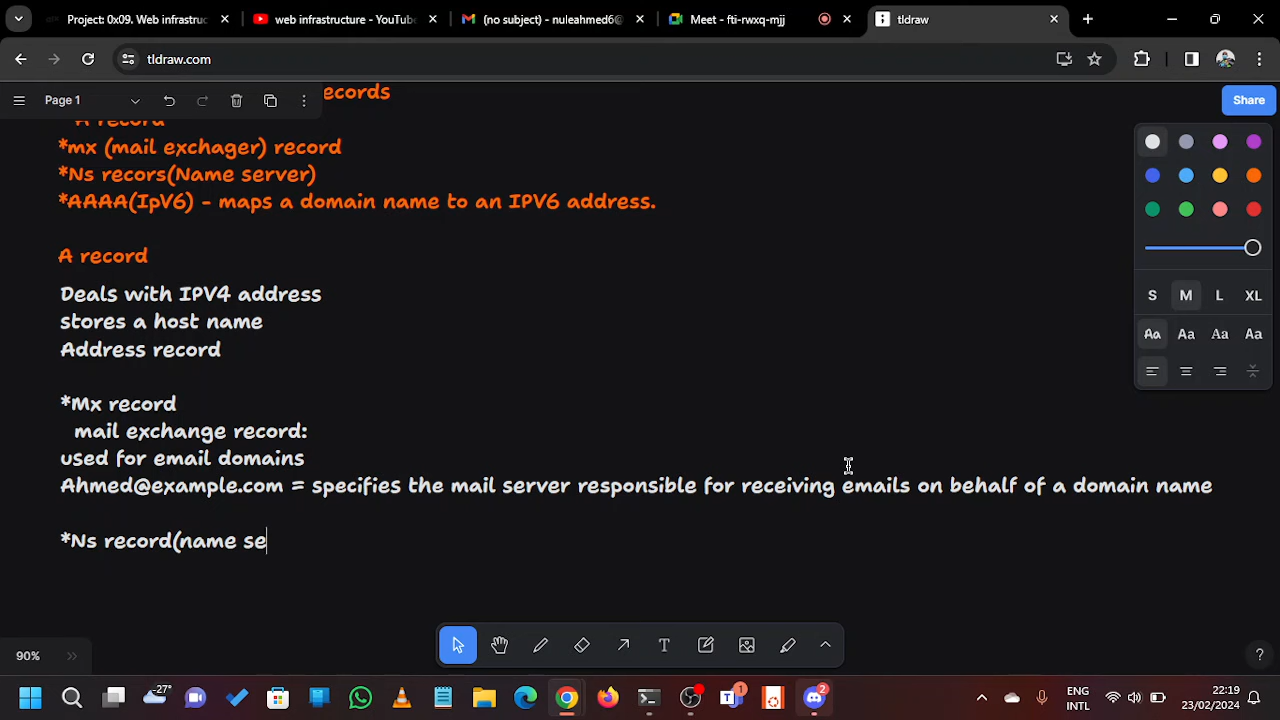 Project: 0x09. Web infrastruc
web infrastructure - YouTube
(no subject) - nuleahmed6@
Meet - fti-rwxq-mjj
tldraw
tldraw.com
Page 1
Share
ecords
A record
*mx (mail exchager) record
*Ns recors(Name server)
*AAAA(IpV6) - maps a domain name to an IPV6 address.
A record
Deals with IPV4 address
stores a host name
Address record
*Mx record
mail exchange record:
used for email domains
Ahmed@example.com = specifies the mail server responsible for receiving emails on behalf of a domain name
*Ns record(name se
S M L XL
Aa Aa Aa Aa
90%
-27°
1
2
ENG
INTL
22:19
23/02/2024